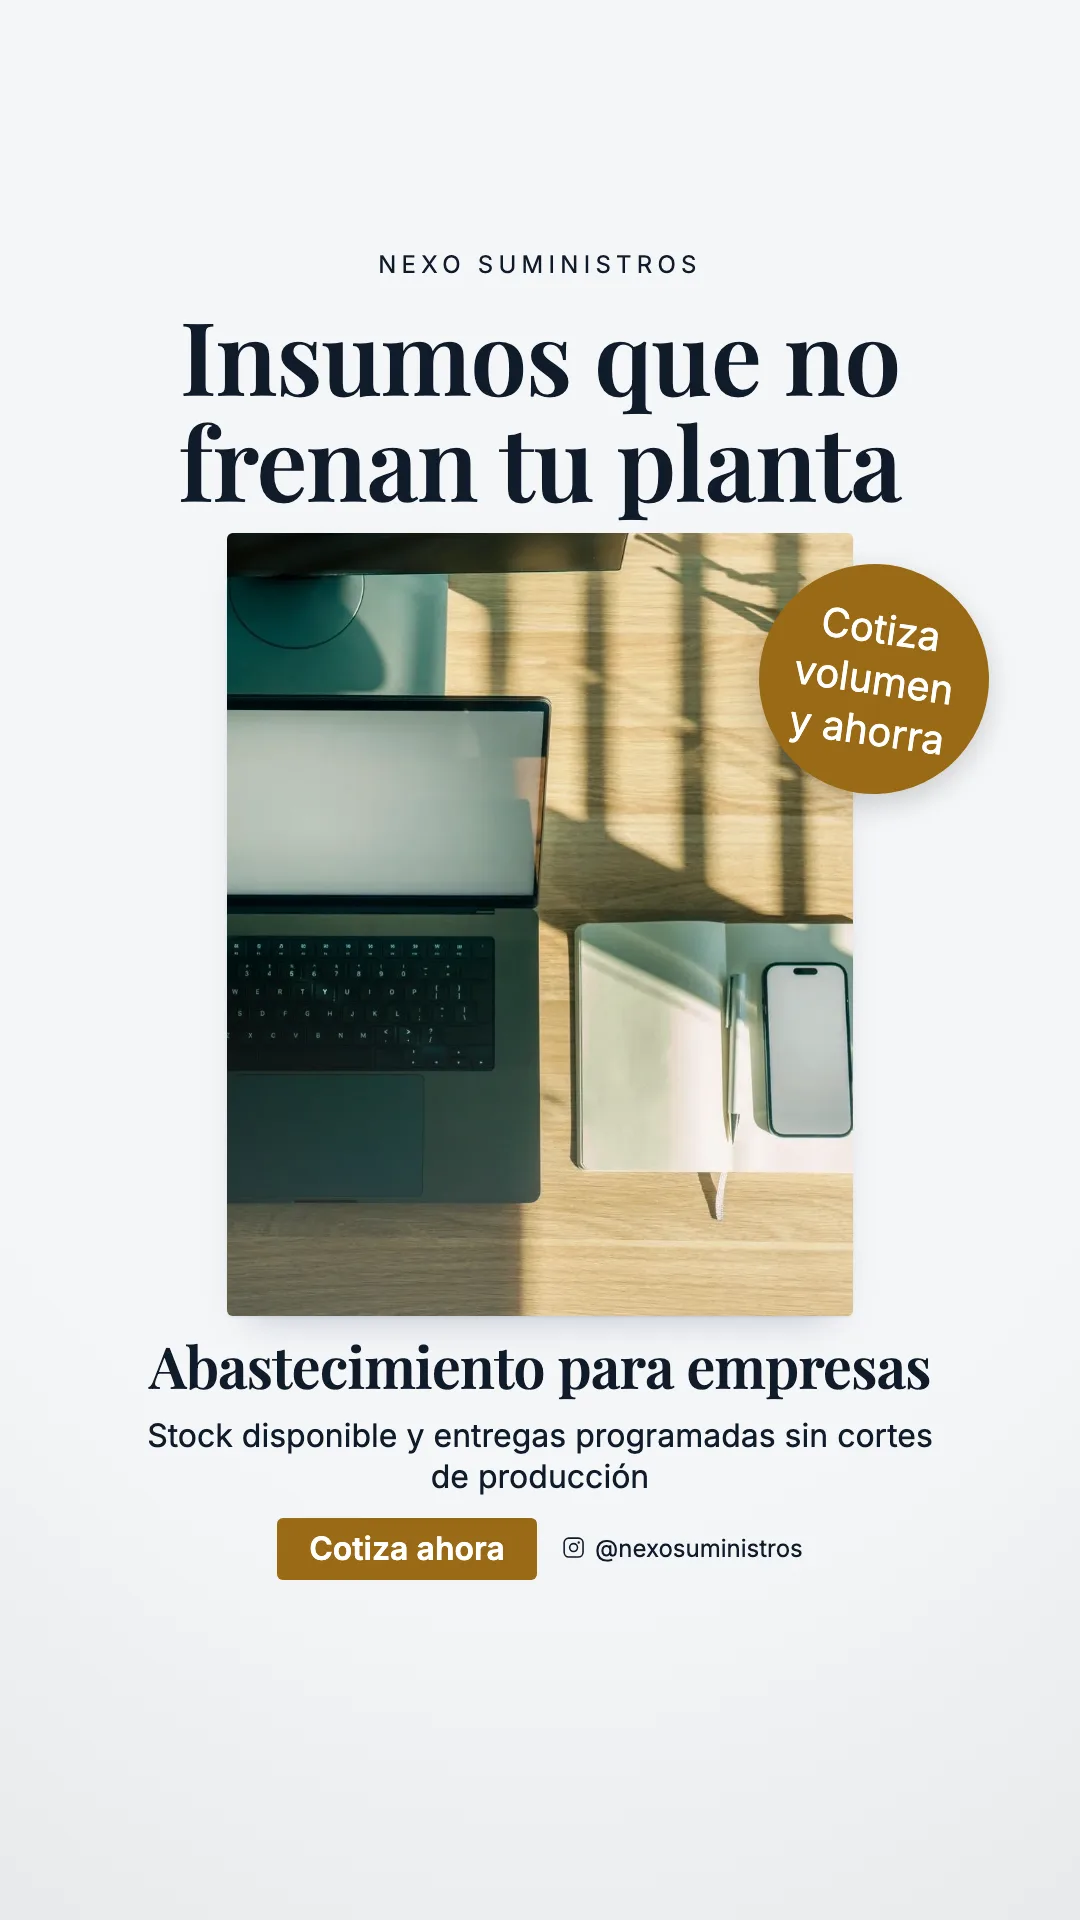 NEXO SUMINISTROS
Insumos que no
frenan tu planta
Cotiza
volumen
y ahorra
Abastecimiento para empresas
Stock disponible y entregas programadas sin cortes
de producción
Cotiza ahora
@nexosuministros